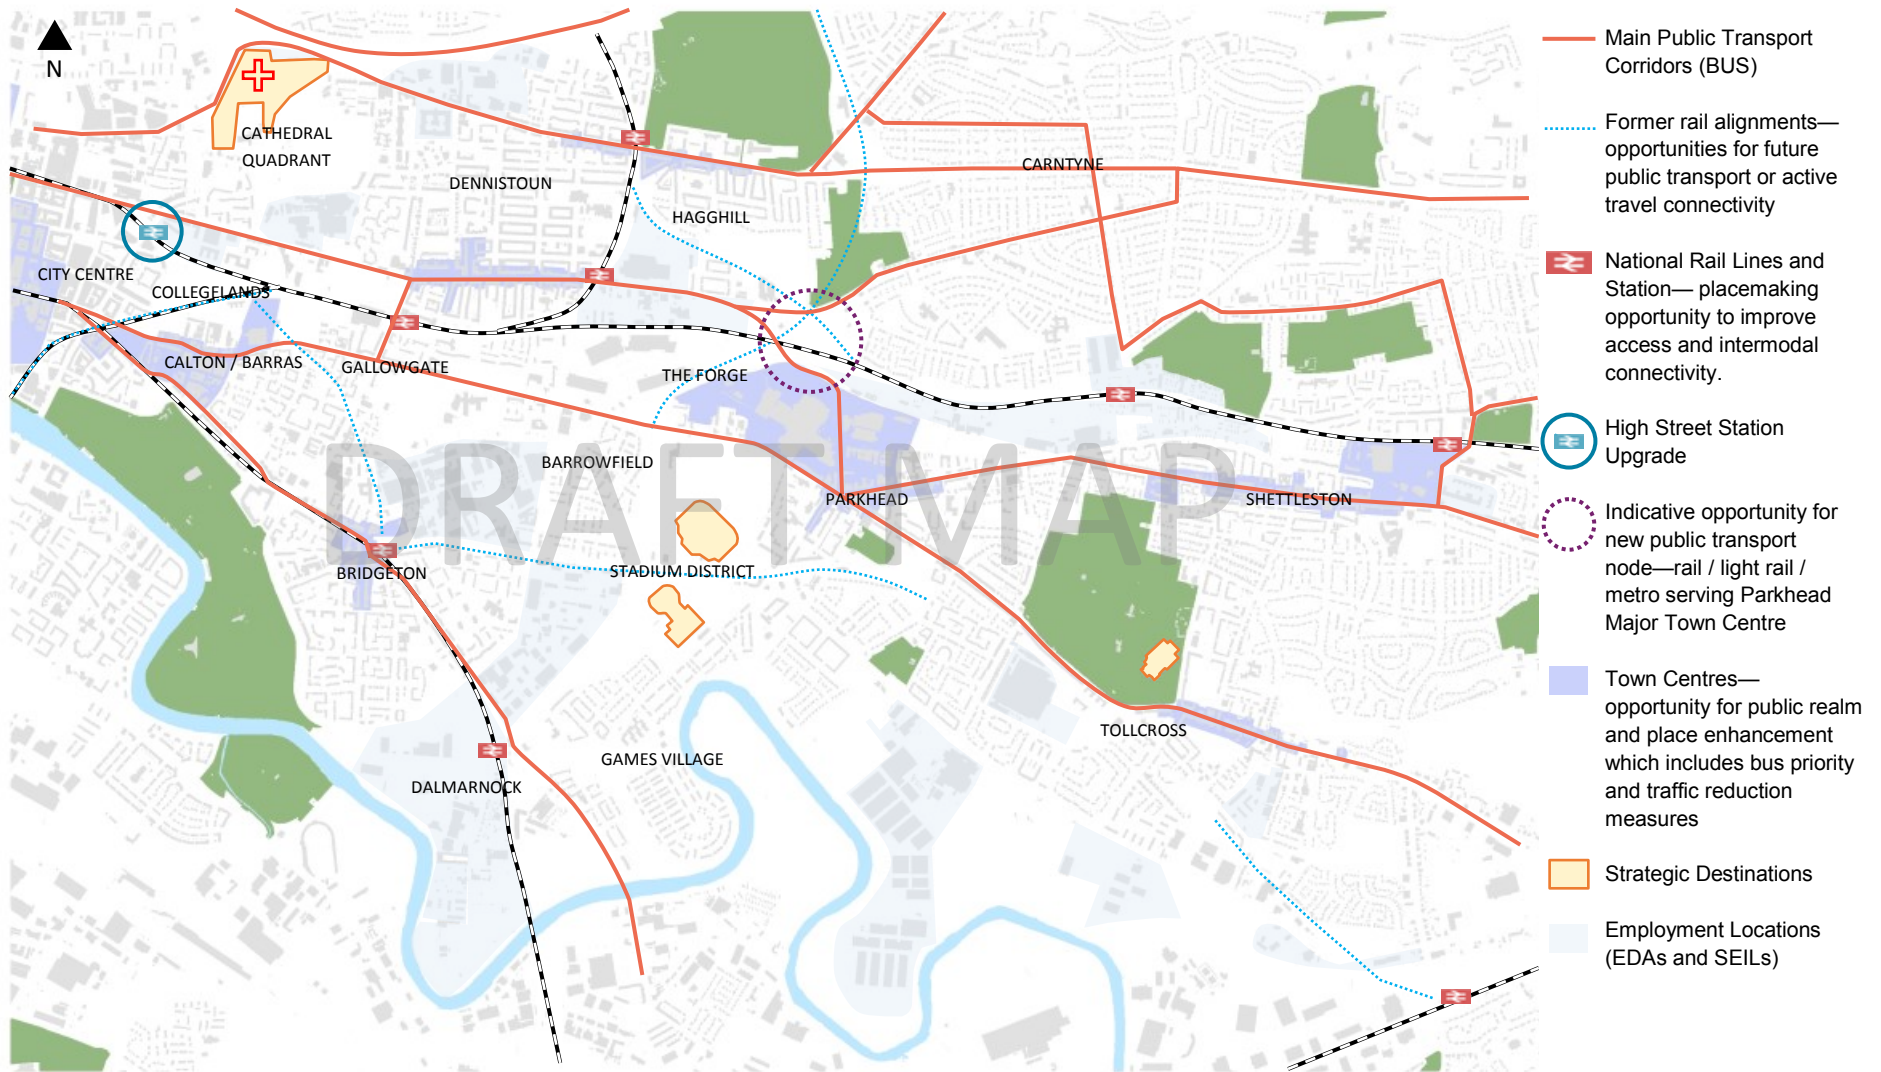 N
CATHEDRAL
QUADRANT
DENNISTOUN
HAGGHILL
CARNTYNE
CITY CENTRE
COLLEGELANDS
CALTON / BARRAS
GALLOWGATE
THE FORGE
BARROWFIELD
PARKHEAD
SHETTLESTON
DRAFT MAP
BRIDGETON
STADIUM DISTRICT
TOLLCROSS
GAMES VILLAGE
DALMARNOCK
Main Public Transport
Corridors (BUS)
Former rail alignments—
opportunities for future
public transport or active
travel connectivity
National Rail Lines and
Station— placemaking
opportunity to improve
access and intermodal
connectivity.
High Street Station
Upgrade
Indicative opportunity for
new public transport
node—rail / light rail /
metro serving Parkhead
Major Town Centre
Town Centres—
opportunity for public realm
and place enhancement
which includes bus priority
and traffic reduction
measures
Strategic Destinations
Employment Locations
(EDAs and SEILs)